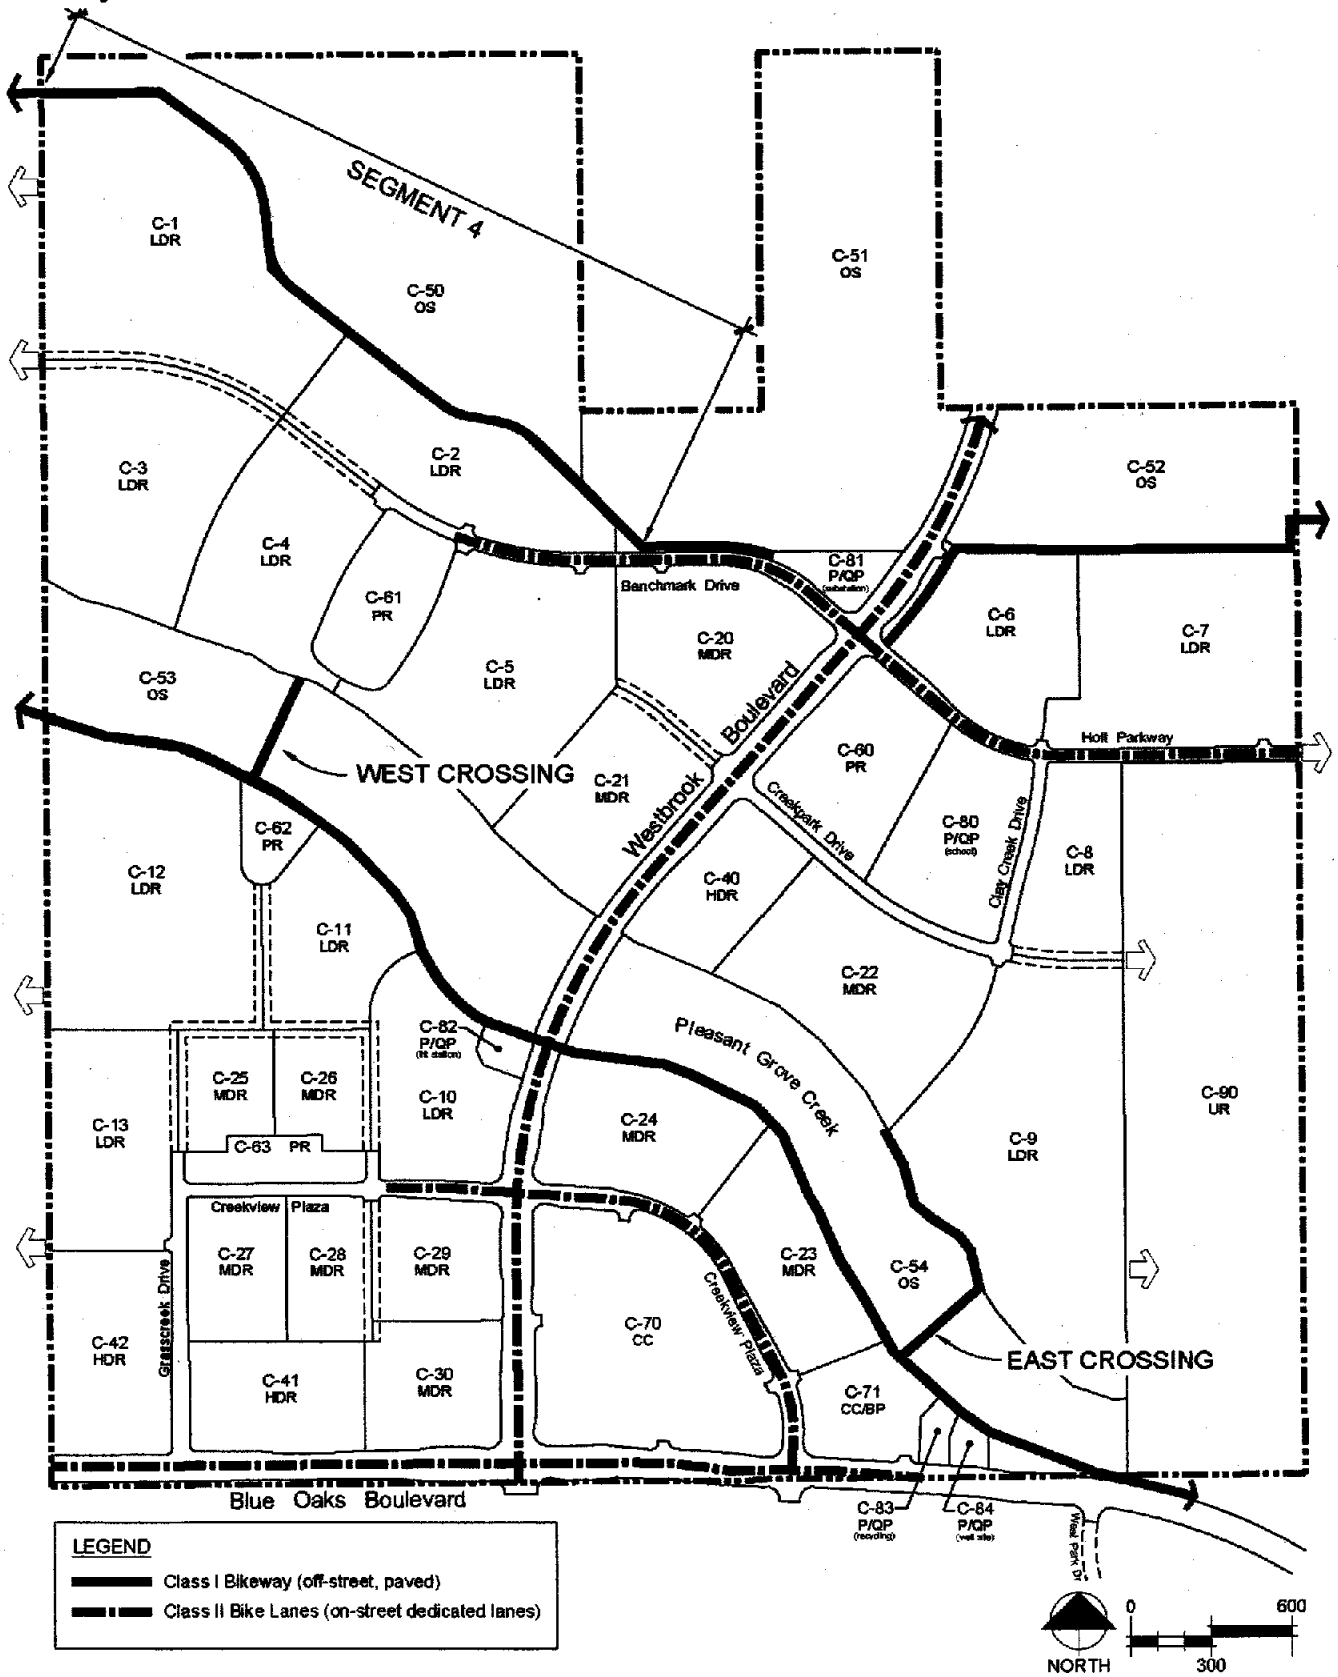 SEGMENT 4
C-1
LDR
C-50
OS
C-51
OS
C-2
LDR
C-3
LDR
C-52
OS
C-4
LDR
C-81
P/QP
(substation)
Benchmark Drive
C-61
PR
C-6
LDR
C-7
LDR
C-20
MDR
C-53
OS
C-5
LDR
Westbrook Boulevard
Holt Parkway
C-60
PR
WEST CROSSING
C-21
MDR
Creekpark Drive
C-62
PR
C-80
P/QP
(school)
Clay Creek Drive
C-8
LDR
C-12
LDR
C-40
HDR
C-11
LDR
C-22
MDR
C-82
P/QP
(lift station)
Pleasant Grove Creek
C-25
MDR
C-26
MDR
C-10
LDR
C-90
UR
C-13
LDR
C-24
MDR
C-63 PR
C-9
LDR
Creekview Plaza
C-27
MDR
C-28
MDR
C-29
MDR
C-23
MDR
C-54
OS
Grasscreek Drive
Creekview Plaza
C-70
CC
C-42
HDR
EAST CROSSING
C-41
HDR
C-30
MDR
C-71
CC/BP
Blue Oaks Boulevard
C-83
P/QP
(recycling)
C-84
P/QP
(well site)
West Park Dr
LEGEND
Class I Bikeway (off-street, paved)
Class II Bike Lanes (on-street dedicated lanes)
NORTH
0 600
300